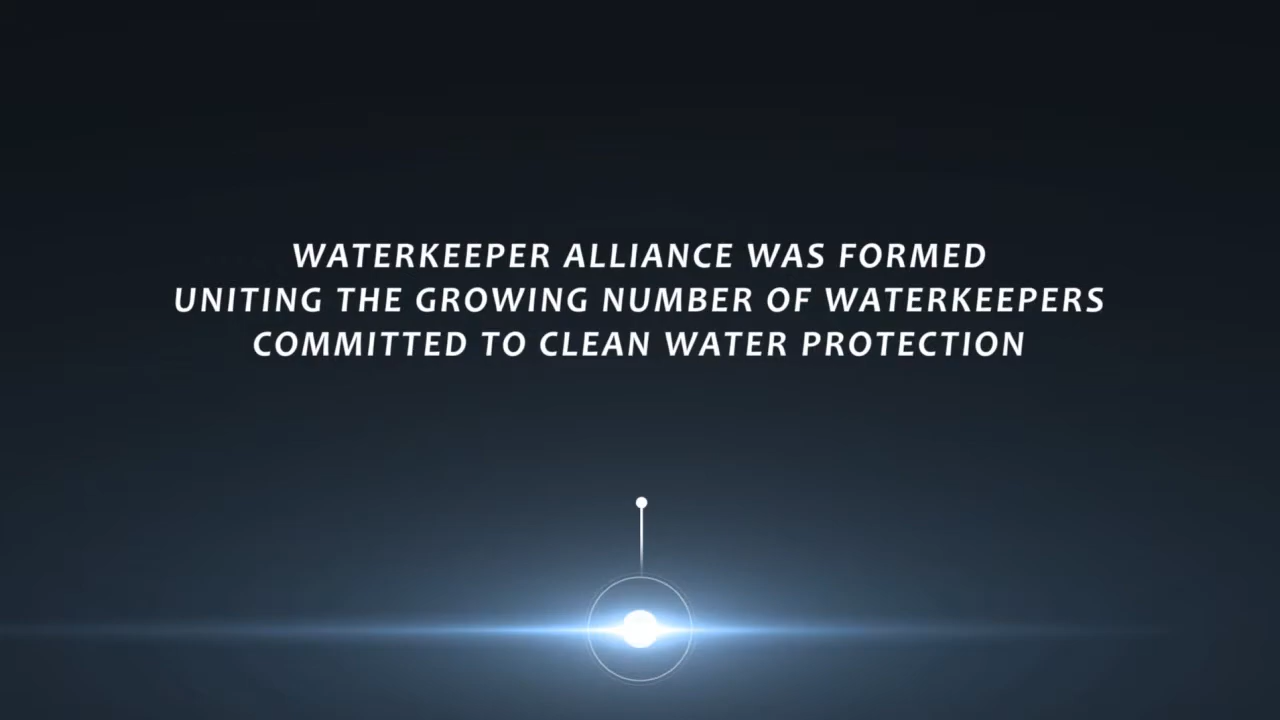 WATERKEEPER ALLIANCE WAS FORMED
UNITING THE GROWING NUMBER OF WATERKEEPERS
COMMITTED TO CLEAN WATER PROTECTION